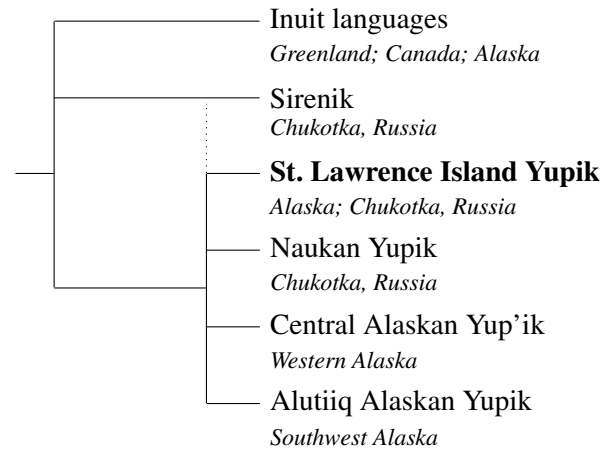 Inuit languages
Greenland; Canada; Alaska
Sirenik
Chukotka, Russia
St. Lawrence Island Yupik
Alaska; Chukotka, Russia
Naukan Yupik
Chukotka, Russia
Central Alaskan Yup’ik
Western Alaska
Alutiiq Alaskan Yupik
Southwest Alaska